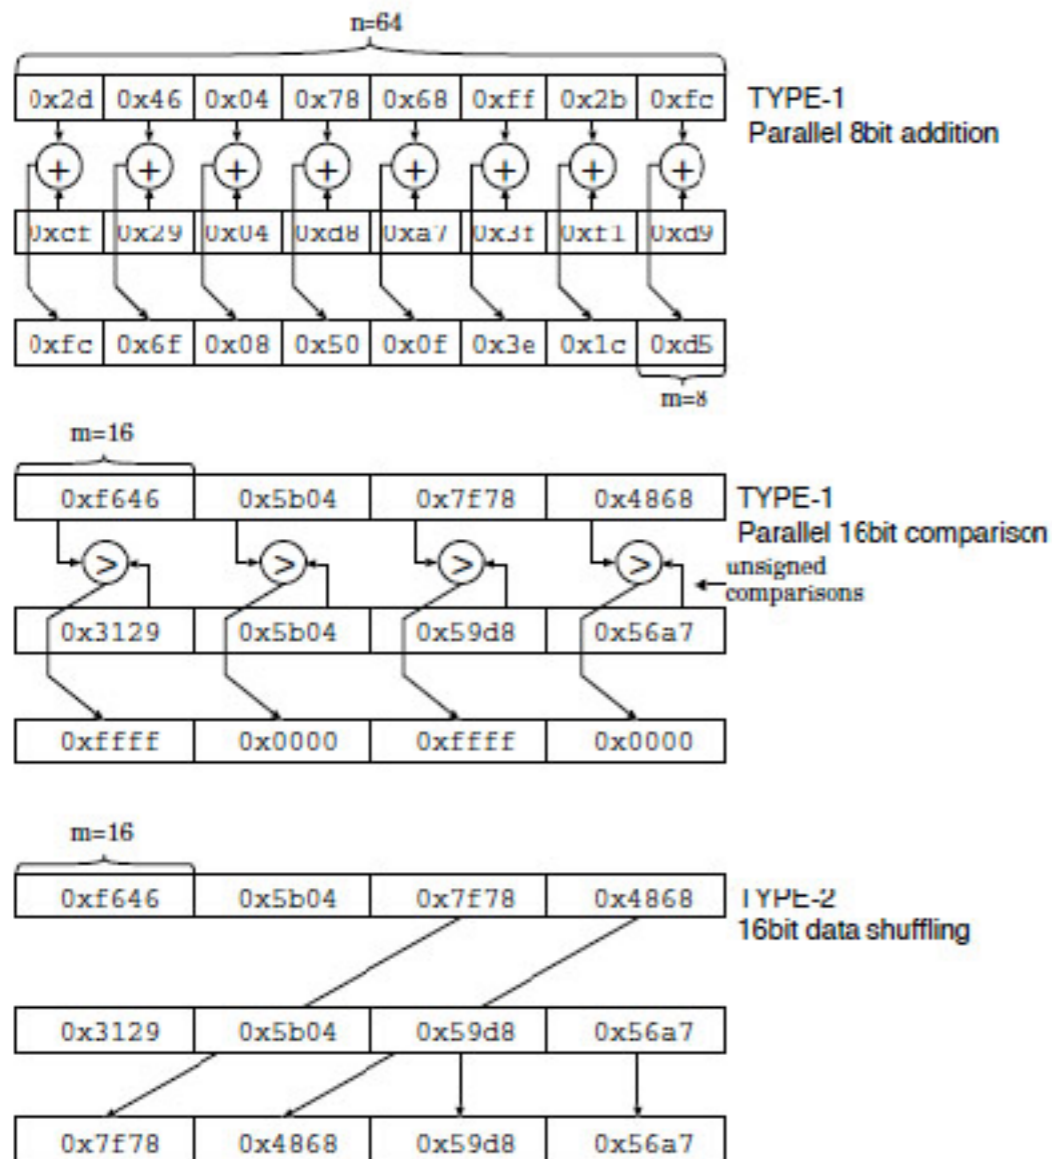 n=64
0x2d 0x46 0x04 0x78 0x68 0xff 0x2b 0xfc
TYPE-1
Parallel 8bit addition
+ + + + + + + +
0xcf 0x29 0x04 0xd8 0xa7 0x3f 0xf1 0xd9
0xfc 0x6f 0x08 0x50 0x0f 0x3e 0x1c 0xd5
m=8
m=16
0xf646 0x5b04 0x7f78 0x4868
TYPE-1
Parallel 16bit comparison
> > > >
unsigned
comparisons
0x3129 0x5b04 0x59d8 0x56a7
0xffff 0x0000 0xffff 0x0000
m=16
0xf646 0x5b04 0x7f78 0x4868
TYPE-2
16bit data shuffling
0x3129 0x5b04 0x59d8 0x56a7
0x7f78 0x4868 0x59d8 0x56a7